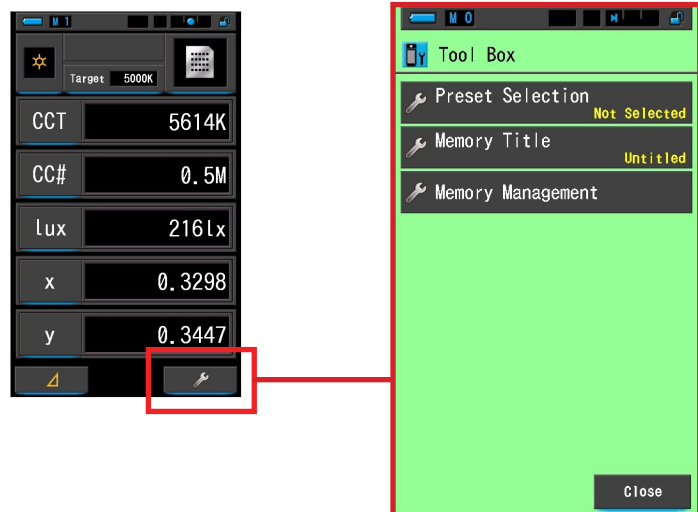 M 1
Target 5000K
CCT 5614K
CC# 0.5M
lux 216lx
x 0.3298
y 0.3447
M 0
Tool Box
Preset Selection
Not Selected
Memory Title
Untitled
Memory Management
Close